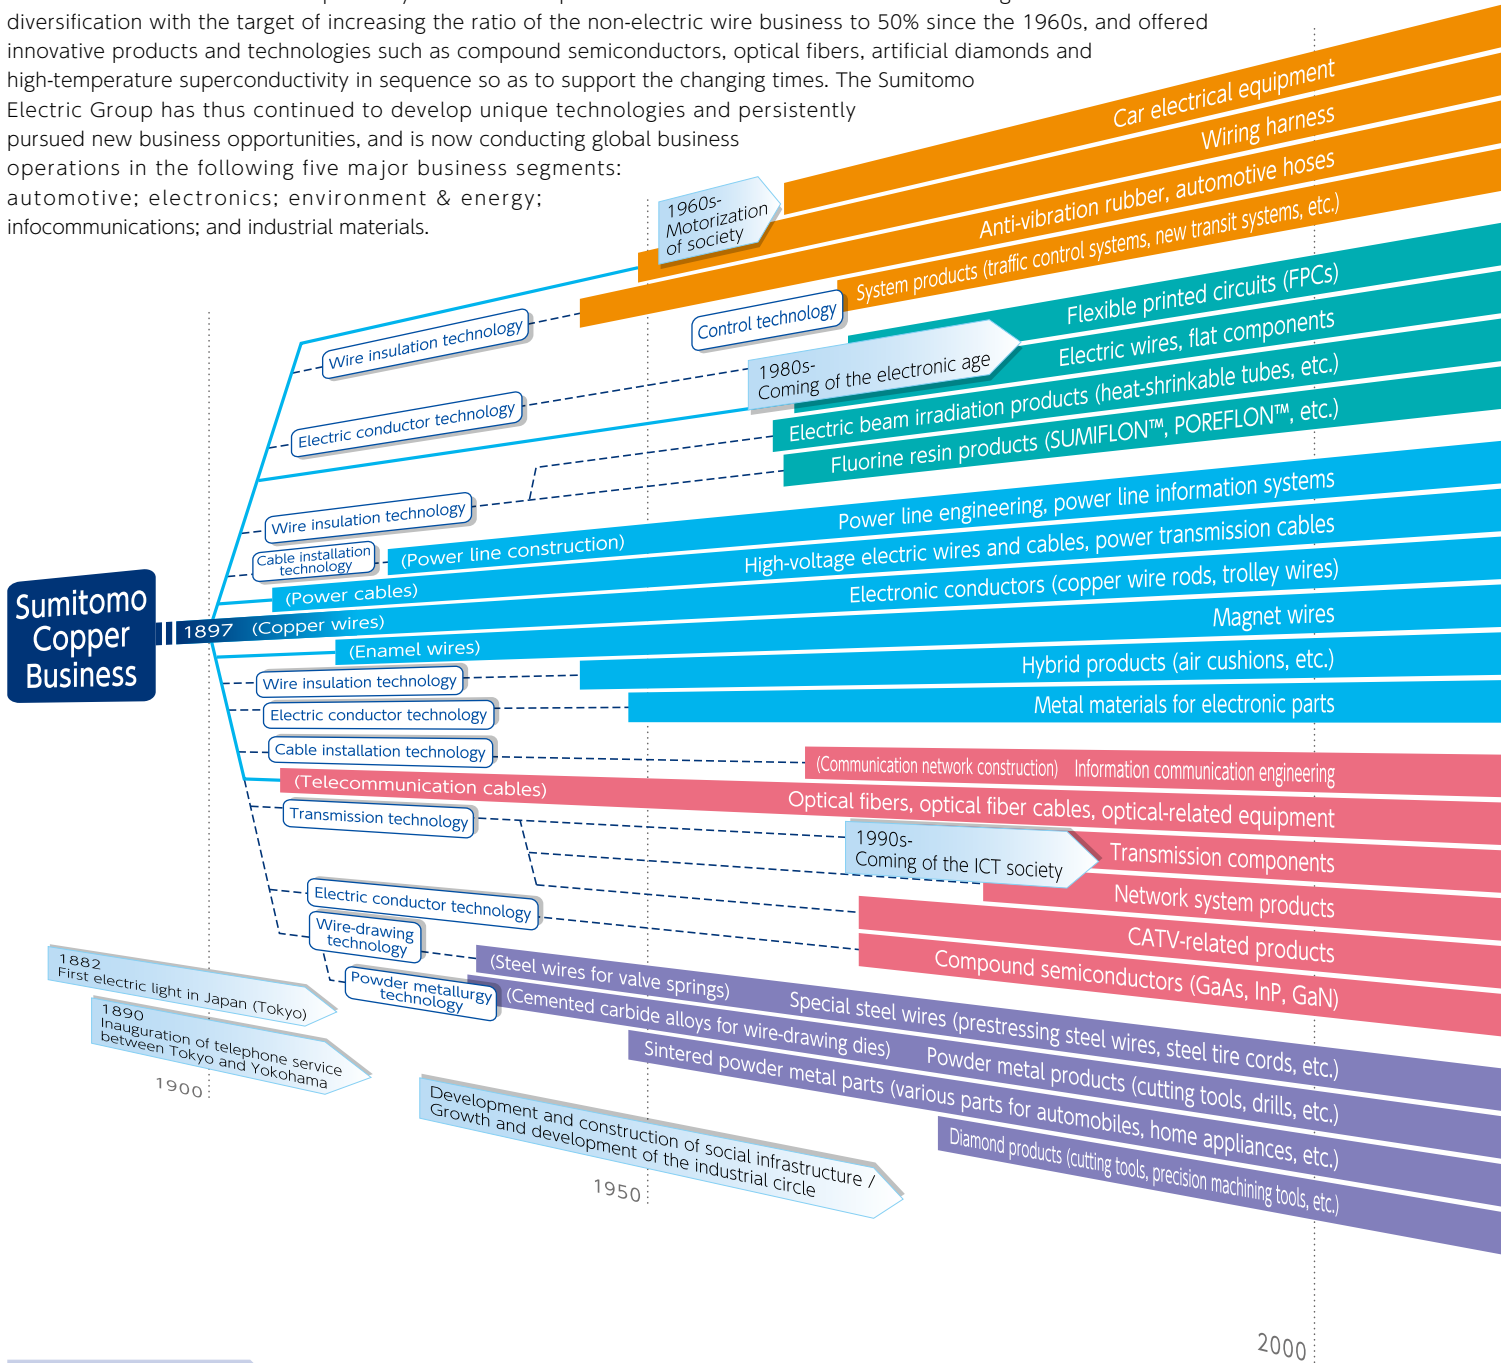 diversification with the target of increasing the ratio of the non-electric wire business to 50% since the 1960s, and offered
innovative products and technologies such as compound semiconductors, optical fibers, artificial diamonds and
high-temperature superconductivity in sequence so as to support the changing times. The Sumitomo
Electric Group has thus continued to develop unique technologies and persistently
pursued new business opportunities, and is now conducting global business
operations in the following five major business segments:
automotive; electronics; environment & energy;
infocommunications; and industrial materials.
Car electrical equipment
Wiring harness
Anti-vibration rubber, automotive hoses
System products (traffic control systems, new transit systems, etc.)
1960s-
Motorization
of society
Wire insulation technology
Control technology
Flexible printed circuits (FPCs)
Electric wires, flat components
Electric beam irradiation products (heat-shrinkable tubes, etc.)
Fluorine resin products (SUMIFLON™, POREFLON™, etc.)
1980s-
Coming of the electronic age
Electric conductor technology
Wire insulation technology
Cable installation
technology
(Power line construction)
Power line engineering, power line information systems
(Power cables)
High-voltage electric wires and cables, power transmission cables
Sumitomo
Copper
Business
1897
(Copper wires)
Electronic conductors (copper wire rods, trolley wires)
(Enamel wires)
Magnet wires
Wire insulation technology
Hybrid products (air cushions, etc.)
Electric conductor technology
Metal materials for electronic parts
Cable installation technology
(Communication network construction) Information communication engineering
(Telecommunication cables)
Optical fibers, optical fiber cables, optical-related equipment
Transmission technology
1990s-
Coming of the ICT society
Transmission components
Network system products
CATV-related products
Electric conductor technology
Compound semiconductors (GaAs, InP, GaN)
Wire-drawing
technology
(Steel wires for valve springs)
Special steel wires (prestressing steel wires, steel tire cords, etc.)
Powder metallurgy
technology
(Cemented carbide alloys for wire-drawing dies)
Powder metal products (cutting tools, drills, etc.)
Sintered powder metal parts (various parts for automobiles, home appliances, etc.)
Diamond products (cutting tools, precision machining tools, etc.)
1882
First electric light in Japan (Tokyo)
1890
Inauguration of telephone service
between Tokyo and Yokohama
Development and construction of social infrastructure /
Growth and development of the industrial circle
1900
1950
2000